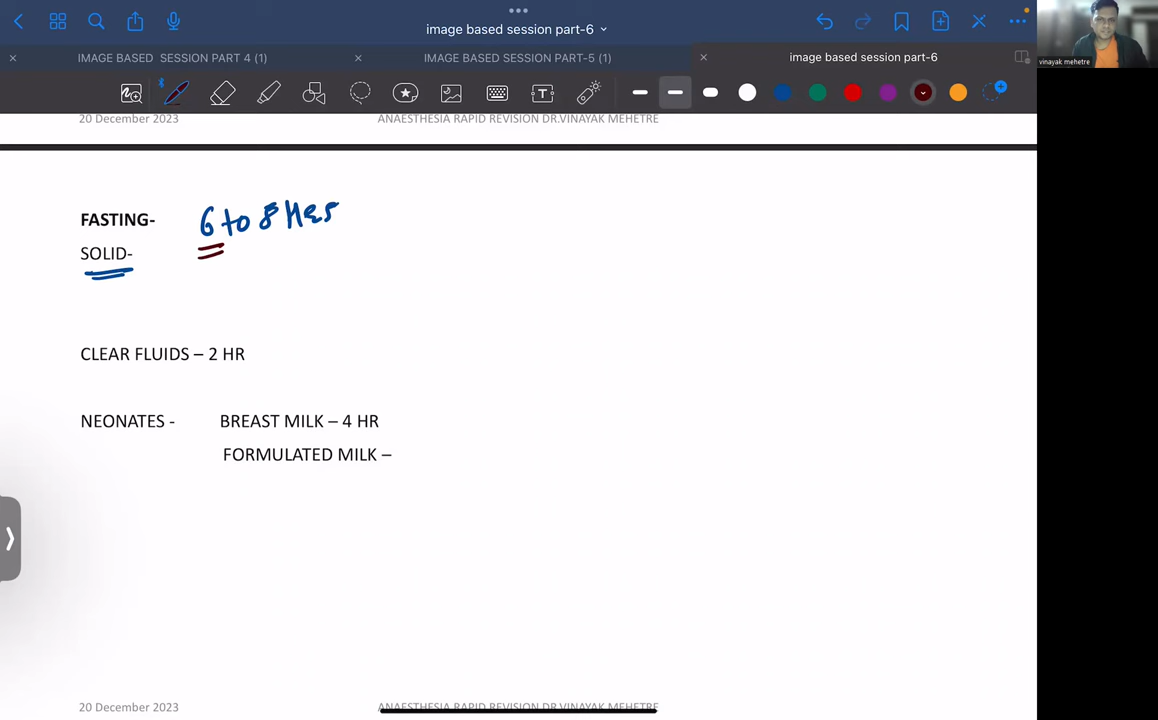 image based session part-6
IMAGE BASED SESSION PART 4 (1)
IMAGE BASED SESSION PART-5 (1)
image based session part-6
vinayak mehetre
20 December 2023
ANAESTHESIA RAPID REVISION DR.VINAYAK MEHETRE
FASTING- 6 to 8 Hrs
SOLID-
CLEAR FLUIDS – 2 HR
NEONATES - BREAST MILK – 4 HR
FORMULATED MILK –
20 December 2023
ANAESTHESIA RAPID REVISION DR.VINAYAK MEHETRE